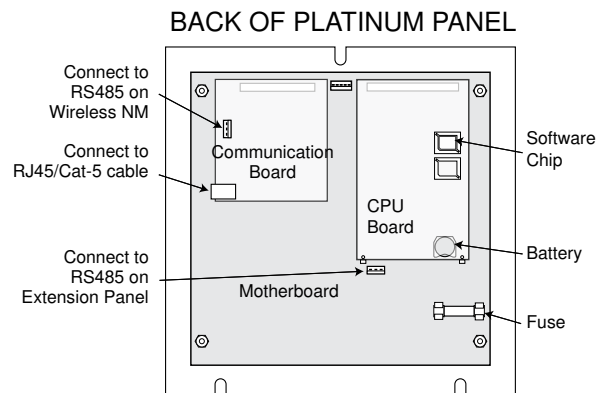 BACK OF PLATINUM PANEL
Connect to
RS485 on
Wireless NM
Connect to
RJ45/Cat-5 cable
Communication
Board
Software
Chip
CPU
Board
Connect to
RS485 on
Extension Panel
Motherboard
Battery
Fuse